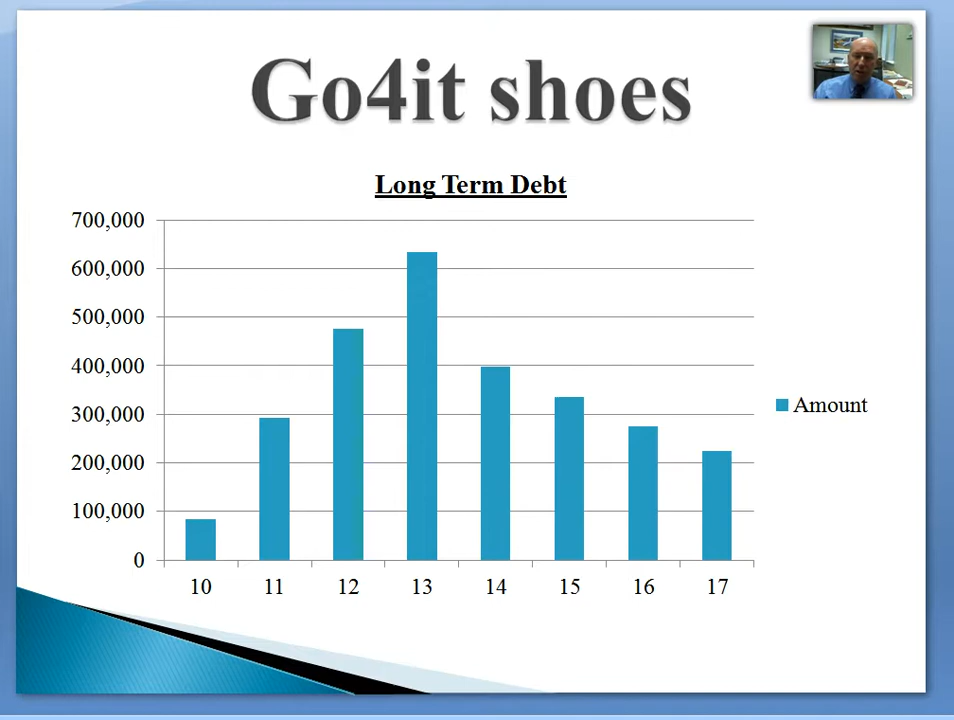 Go4it shoes
Long Term Debt
700,000
600,000
500,000
400,000
300,000
200,000
100,000
0
10 11 12 13 14 15 16 17
Amount